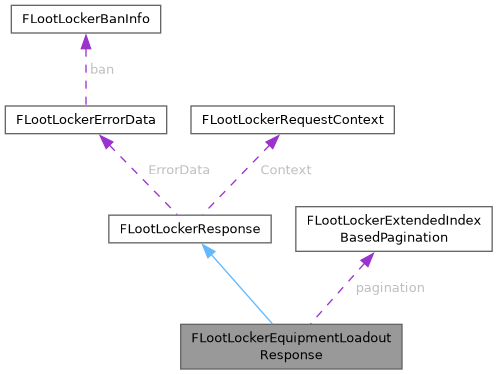 FLootLockerBanInfo
ban
FLootLockerErrorData
FLootLockerRequestContext
ErrorData
Context
FLootLockerResponse
FLootLockerExtendedIndex
BasedPagination
pagination
FLootLockerEquipmentLoadout
Response